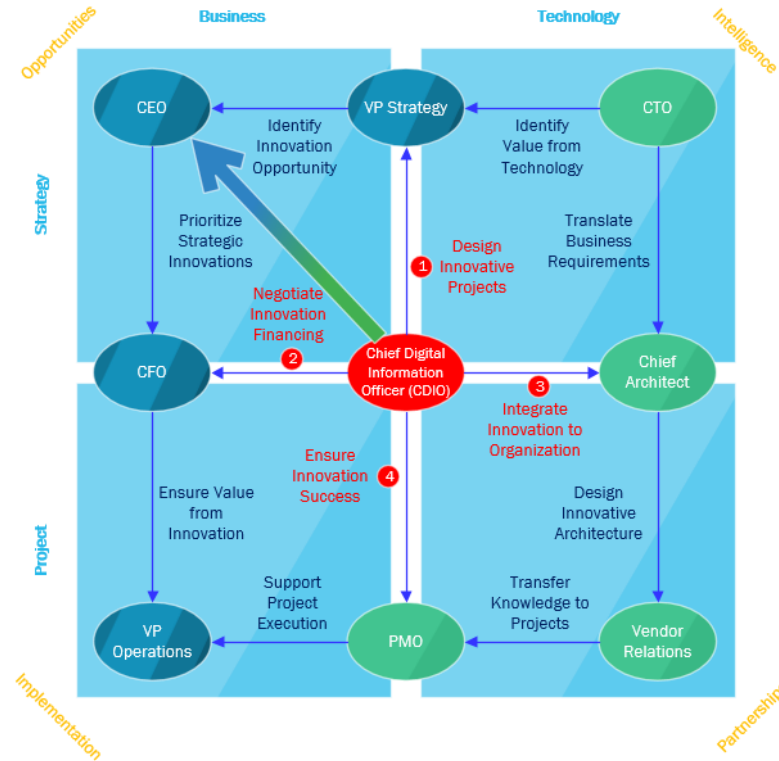 Business
Technology
Opportunities
Intelligence
CEO
VP Strategy
CTO
Identify
Innovation
Opportunity
Identify
Value from
Technology
Strategy
Prioritize
Strategic
Innovations
Translate
Business
Requirements
1
Design
Innovative
Projects
Negotiate
Innovation
Financing
2
CFO
Chief Digital
Information
Officer (CDIO)
Chief
Architect
3
Integrate
Innovation to
Organization
Ensure
Innovation
Success
4
Ensure Value
from
Innovation
Design
Innovative
Architecture
Project
Support
Project
Execution
Transfer
Knowledge to
Projects
VP
Operations
PMO
Vendor
Relations
Implementation
Partnership